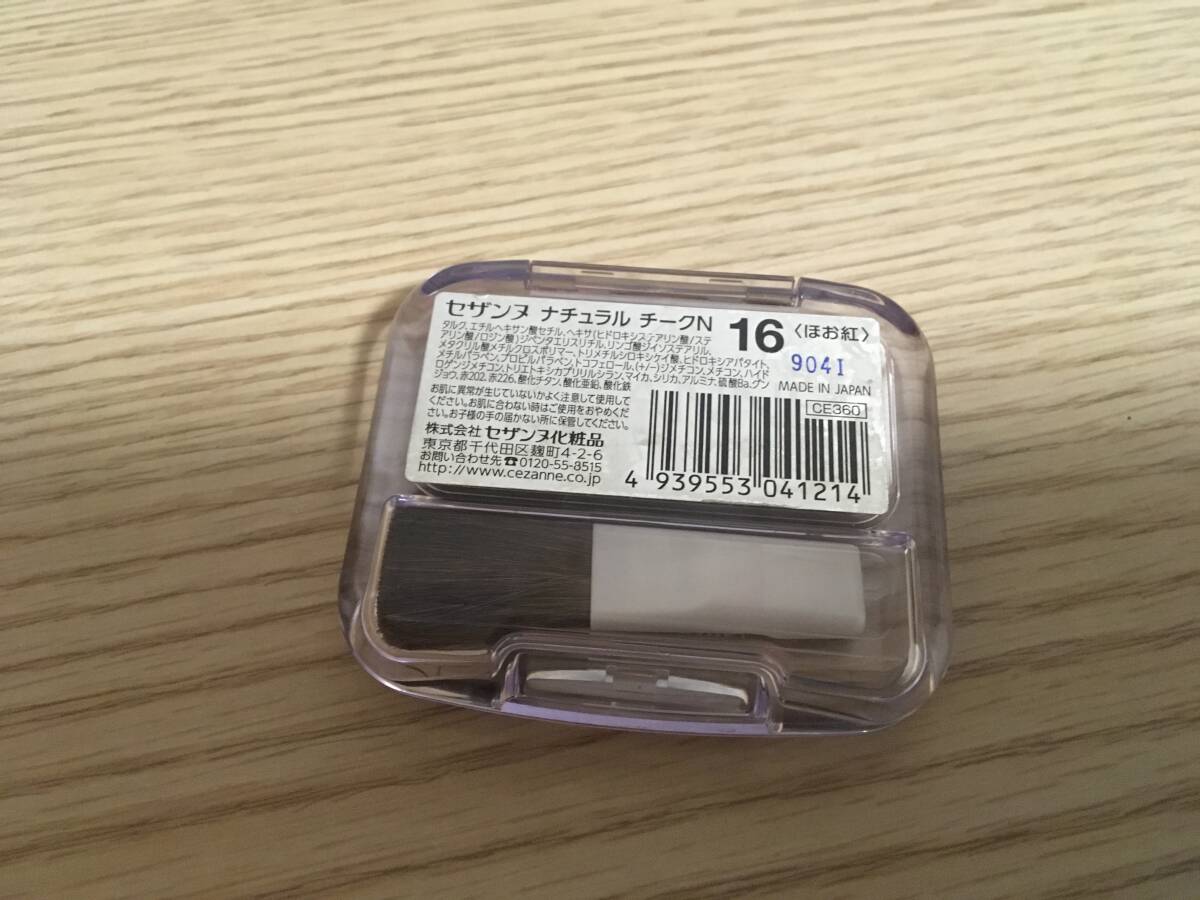 セザンヌ ナチュラル チークN 16 〈ほお紅〉
タルク、エチルヘキサン酸セチル、ヘキサ(ヒドロキシステアリン酸/ステ
アリン酸/ロジン酸)ジペンタエリスリチル、リンゴ酸ジイソステアリル、
メタクリル酸メチルクロスポリマー、トリメチルシロキシケイ酸、ヒドロキシアパタイト、
メチルパラベン、プロピルパラベン、トコフェロール、(+/-)ジメチコン、メチコン、ハイド
ロゲンジメチコン、トリエトキシカプリリルシラン、マイカ、シリカ、アルミナ、硫酸Ba、グン
ジョウ、赤202、赤226、酸化チタン、酸化亜鉛、酸化鉄
904I
MADE IN JAPAN
CE360
お肌に異常が生じていないかよく注意して使用して
ください。お肌に合わない時はご使用をおやめくだ
さい。お子様の手の届かない所に保管してください。
株式会社 セザンヌ化粧品
東京都千代田区麹町4-2-6
お問い合わせ先☎0120-55-8515
http://www.cezanne.co.jp
4 939553 041214